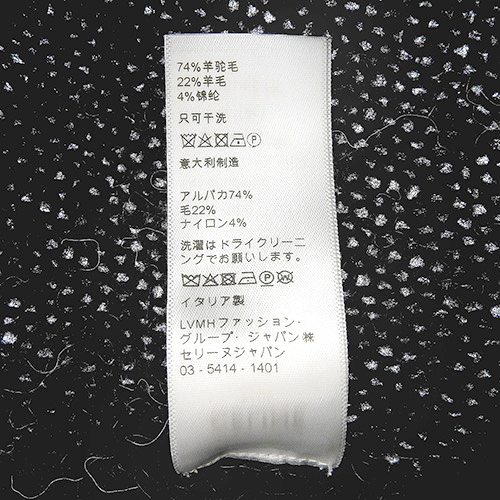 74%羊驼毛
22%羊毛
4%锦纶
只可干洗
P
意大利制造
アルパカ74%
毛22%
ナイロン4%
洗濯はドライクリーニ
ングでお願いします。
P W
イタリア製
LVMHファッション・
グループ・ジャパン㈱
セリーヌジャパン
03-5414-1401